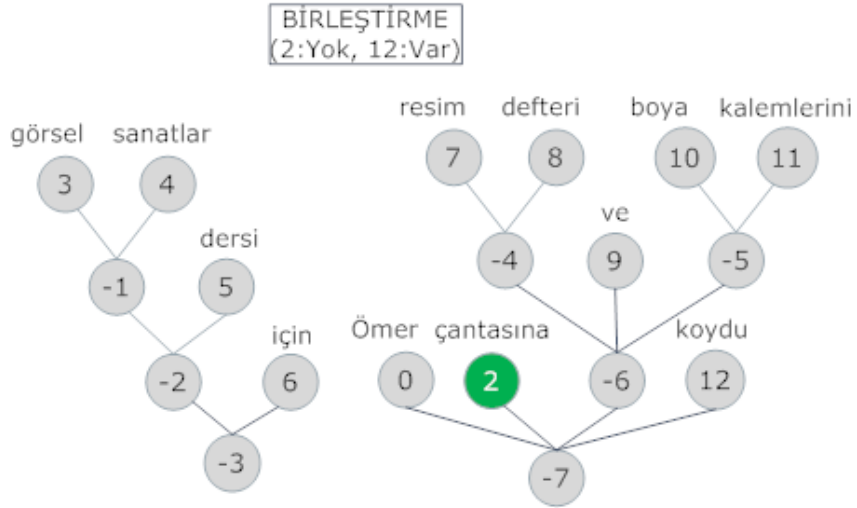 BİRLEŞTİRME
(2:Yok, 12:Var)
resim defteri boya kalemlerini
görsel sanatlar
7 8 10 11
3 4
ve
dersi
-4 9 -5
-1 5
için Ömer çantasına koydu
-2 6 0 2 -6 12
-3
-7